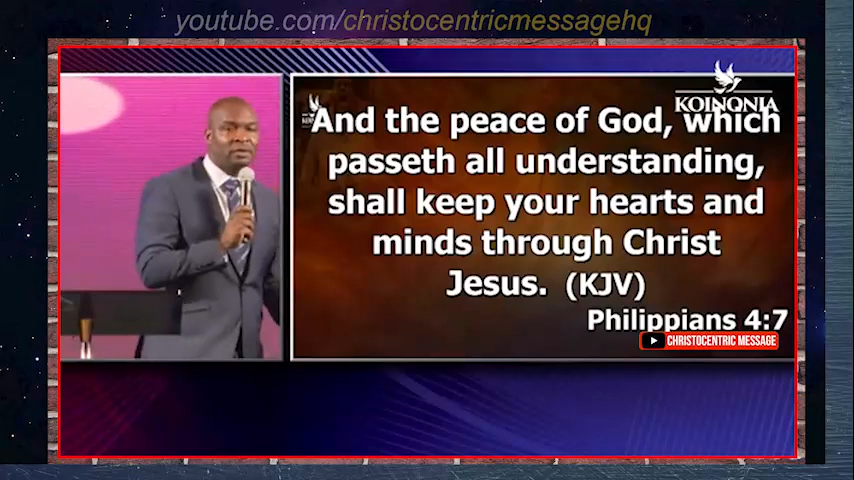 youtube.com/christocentricmessagehq
KOINONIA
And the peace of God, which
passeth all understanding,
shall keep your hearts and
minds through Christ
Jesus. (KJV)
Philippians 4:7
CHRISTOCENTRIC MESSAGE